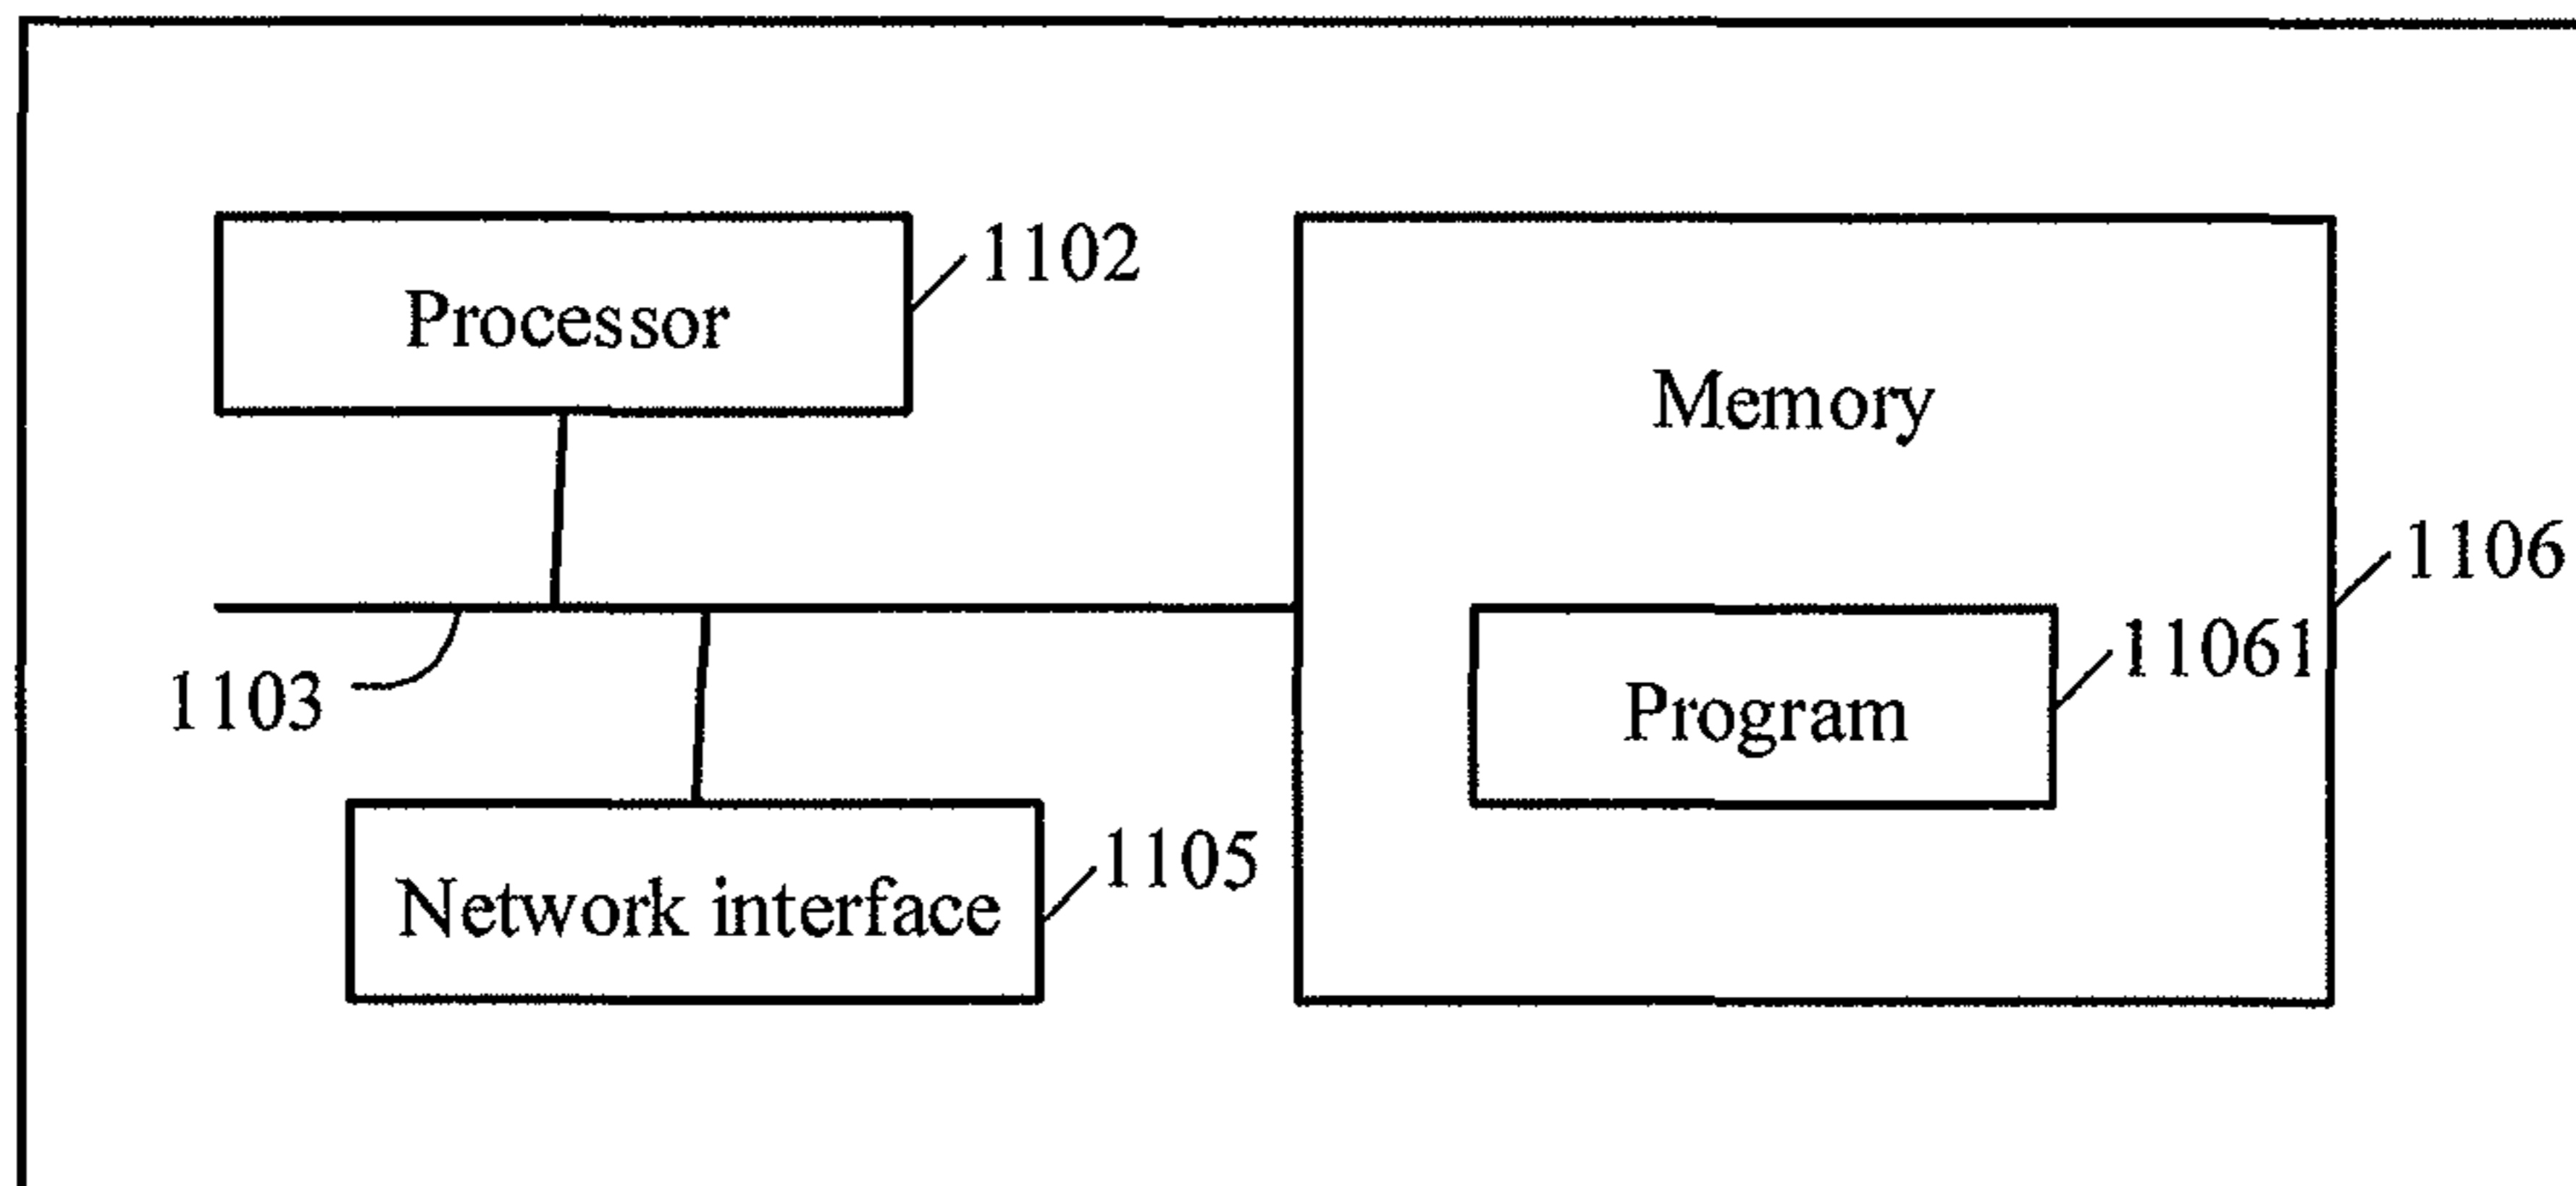 1102
Processor
Memory
1106
11061
1103
Program
1105
Network interface